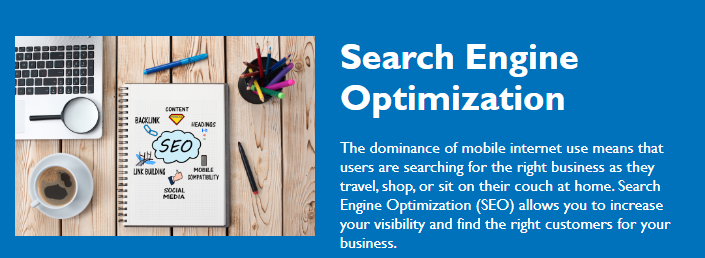 Search Engine
Optimization
The dominance of mobile internet use means that
users are searching for the right business as they
travel, shop, or sit on their couch at home. Search
Engine Optimization (SEO) allows you to increase
your visibility and find the right customers for your
business.
CONTENT
BACKLINK
HEADINGS
SEO
LINK BUILDING
MOBILE
COMPATIBILITY
SOCIAL
MEDIA